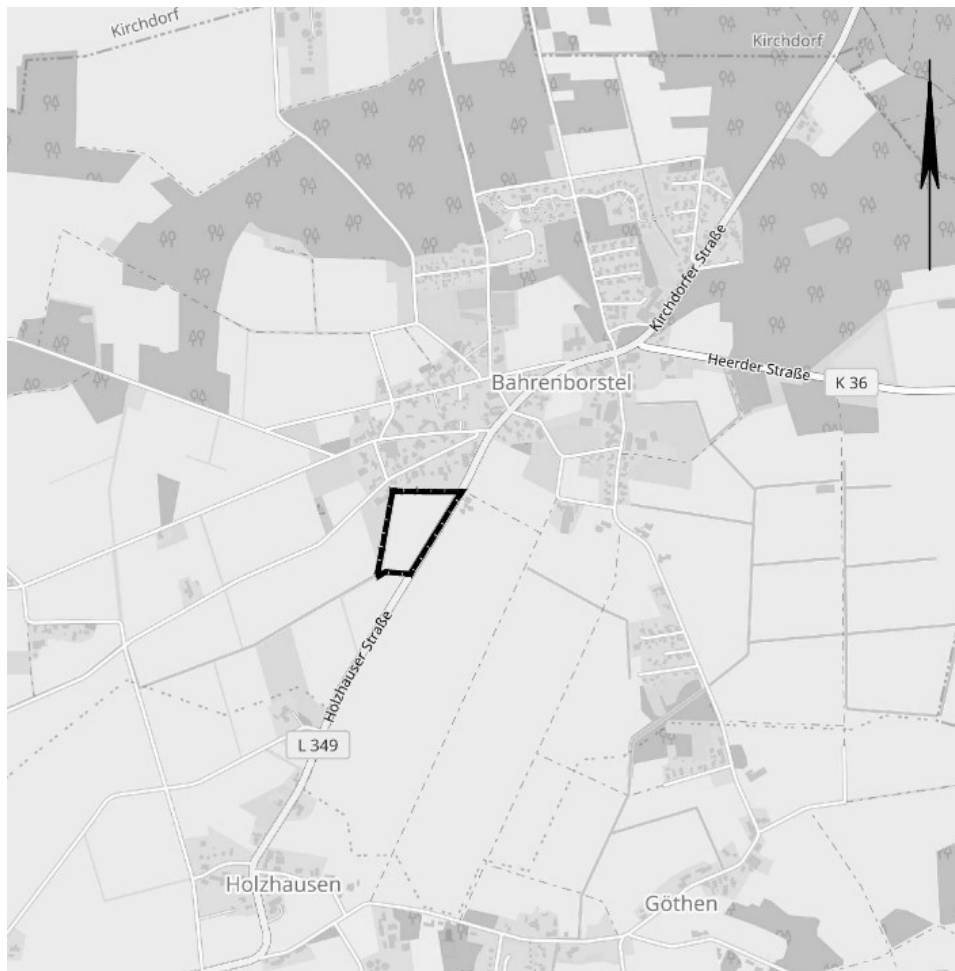 Kirchdorf
Kirchdorf
Kirchdorfer Straße
Heerder Straße
K 36
Bahrenborstel
Holzhauser Straße
L 349
Holzhausen
Göthen